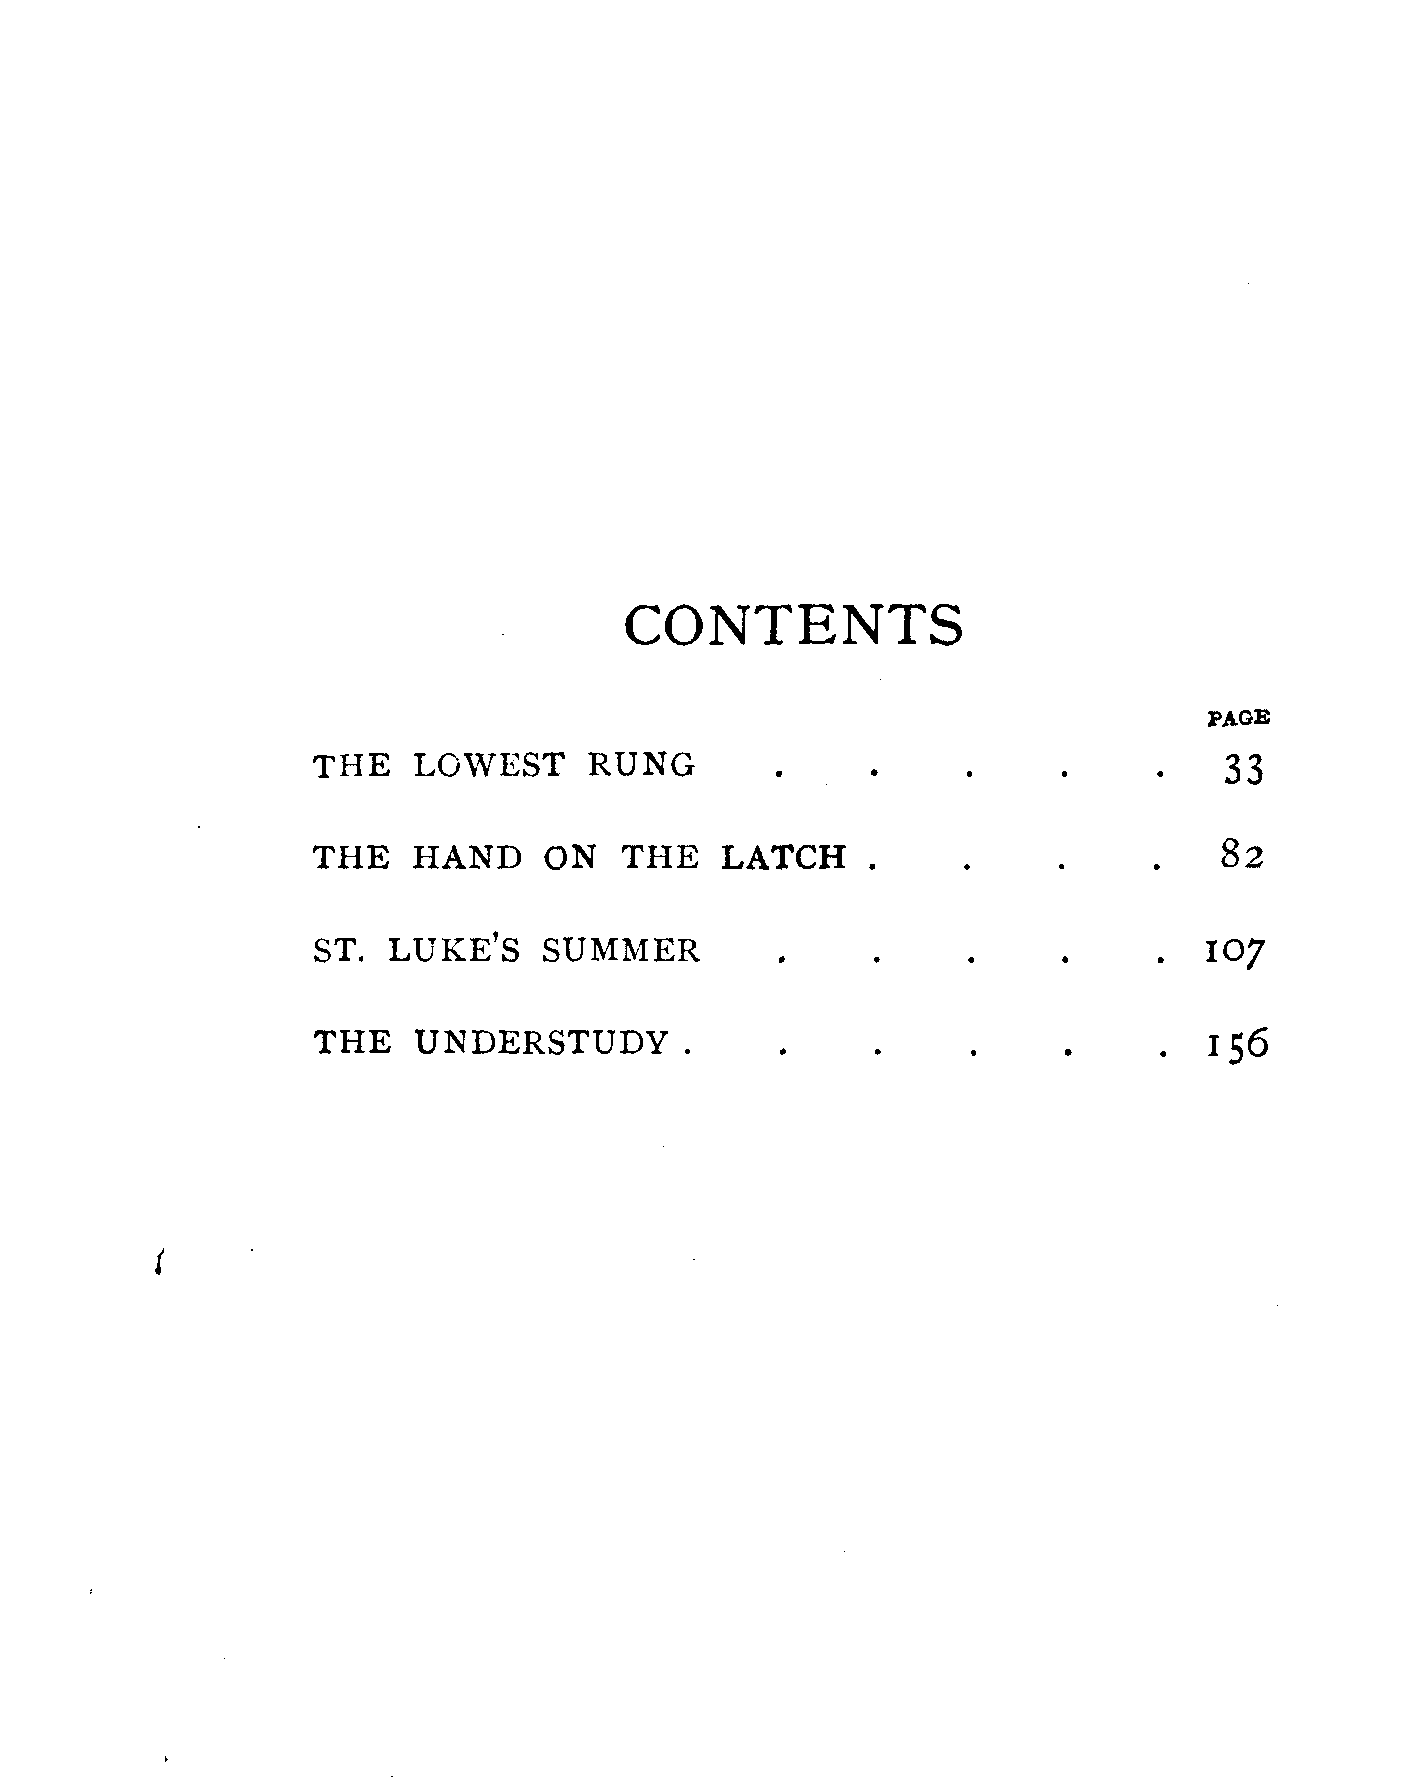 CONTENTS
PAGE
THE LOWEST RUNG . . . . . 33
THE HAND ON THE LATCH . . . . 82
ST. LUKE'S SUMMER . . . . . 107
THE UNDERSTUDY . . . . . . 156